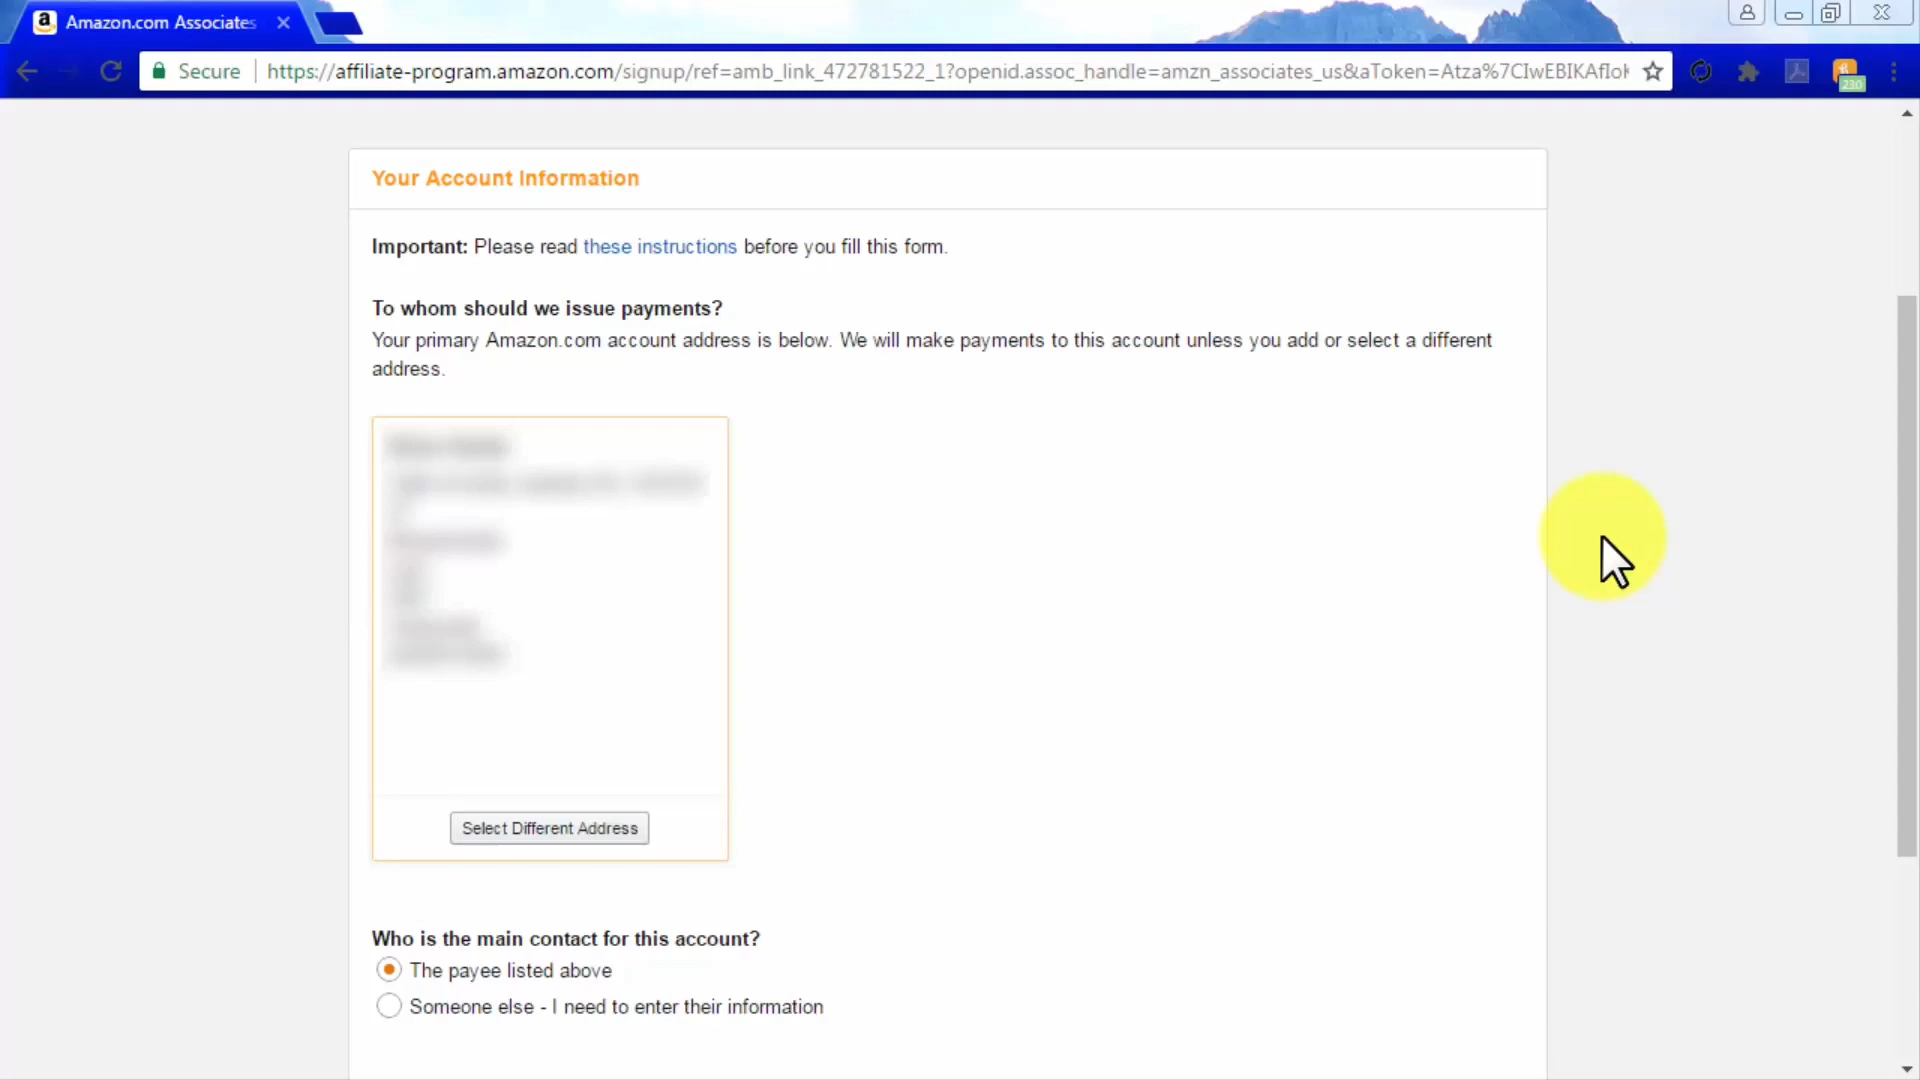 Amazon.com Associates
Secure
https://affiliate-program.amazon.com/signup/ref=amb_link_472781522_1?openid.assoc_handle=amzn_associates_us&aToken=Atza%7CIwEBIKAfIoH
230
Your Account Information
Important: Please read these instructions before you fill this form.
To whom should we issue payments?
Your primary Amazon.com account address is below. We will make payments to this account unless you add or select a different
address.
Select Different Address
Who is the main contact for this account?
The payee listed above
Someone else - I need to enter their information